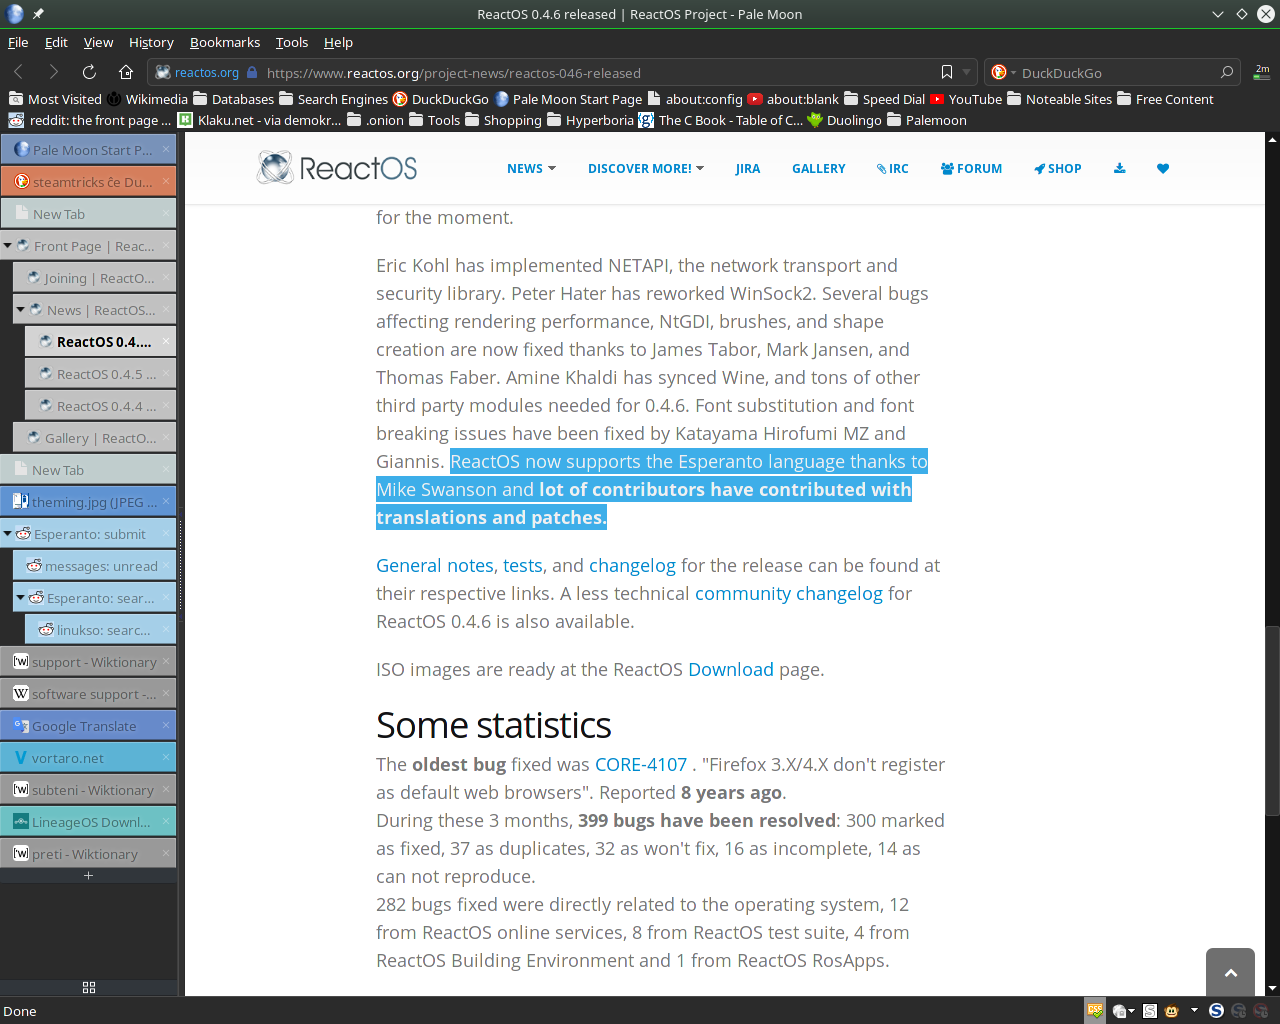 ReactOS 0.4.6 released | ReactOS Project - Pale Moon
File Edit View History Bookmarks Tools Help
reactos.org https://www.reactos.org/project-news/reactos-046-released DuckDuckGo 2m
Most Visited Wikimedia Databases Search Engines DuckDuckGo Pale Moon Start Page about:config about:blank Speed Dial YouTube Noteable Sites Free Content
reddit: the front page ... Klaku.net - via demokr... .onion Tools Shopping Hyperboria The C Book - Table of C... Duolingo Palemoon
Pale Moon Start P...
steamtricks ĉe Du...
New Tab
Front Page | Reac...
Joining | ReactO...
News | ReactOS...
ReactOS 0.4....
ReactOS 0.4.5 ...
ReactOS 0.4.4 ...
Gallery | ReactO...
New Tab
theming.jpg (JPEG ...
Esperanto: submit
messages: unread
Esperanto: sear...
linukso: searc...
support - Wiktionary
software support -...
Google Translate
vortaro.net
subteni - Wiktionary
LineageOS Downl...
preti - Wiktionary
ReactOS NEWS DISCOVER MORE! JIRA GALLERY IRC FORUM SHOP
for the moment.
Eric Kohl has implemented NETAPI, the network transport and
security library. Peter Hater has reworked WinSock2. Several bugs
affecting rendering performance, NtGDI, brushes, and shape
creation are now fixed thanks to James Tabor, Mark Jansen, and
Thomas Faber. Amine Khaldi has synced Wine, and tons of other
third party modules needed for 0.4.6. Font substitution and font
breaking issues have been fixed by Katayama Hirofumi MZ and
Giannis. ReactOS now supports the Esperanto language thanks to
Mike Swanson and lot of contributors have contributed with
translations and patches.
General notes, tests, and changelog for the release can be found at
their respective links. A less technical community changelog for
ReactOS 0.4.6 is also available.
ISO images are ready at the ReactOS Download page.
Some statistics
The oldest bug fixed was CORE-4107 . "Firefox 3.X/4.X don't register
as default web browsers". Reported 8 years ago.
During these 3 months, 399 bugs have been resolved: 300 marked
as fixed, 37 as duplicates, 32 as won't fix, 16 as incomplete, 14 as
can not reproduce.
282 bugs fixed were directly related to the operating system, 12
from ReactOS online services, 8 from ReactOS test suite, 4 from
ReactOS Building Environment and 1 from ReactOS RosApps.
Done